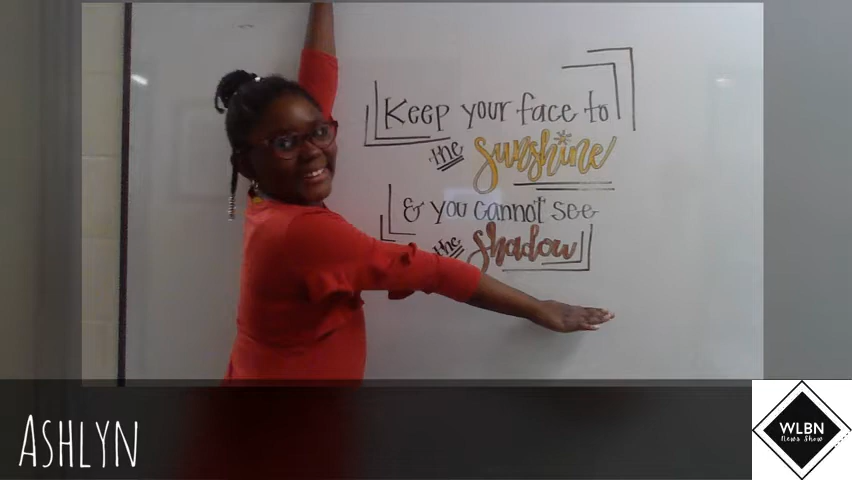 Keep your face to
the sunshine
& you cannot see
the shadow
ASHLYN
WLBN
News Show